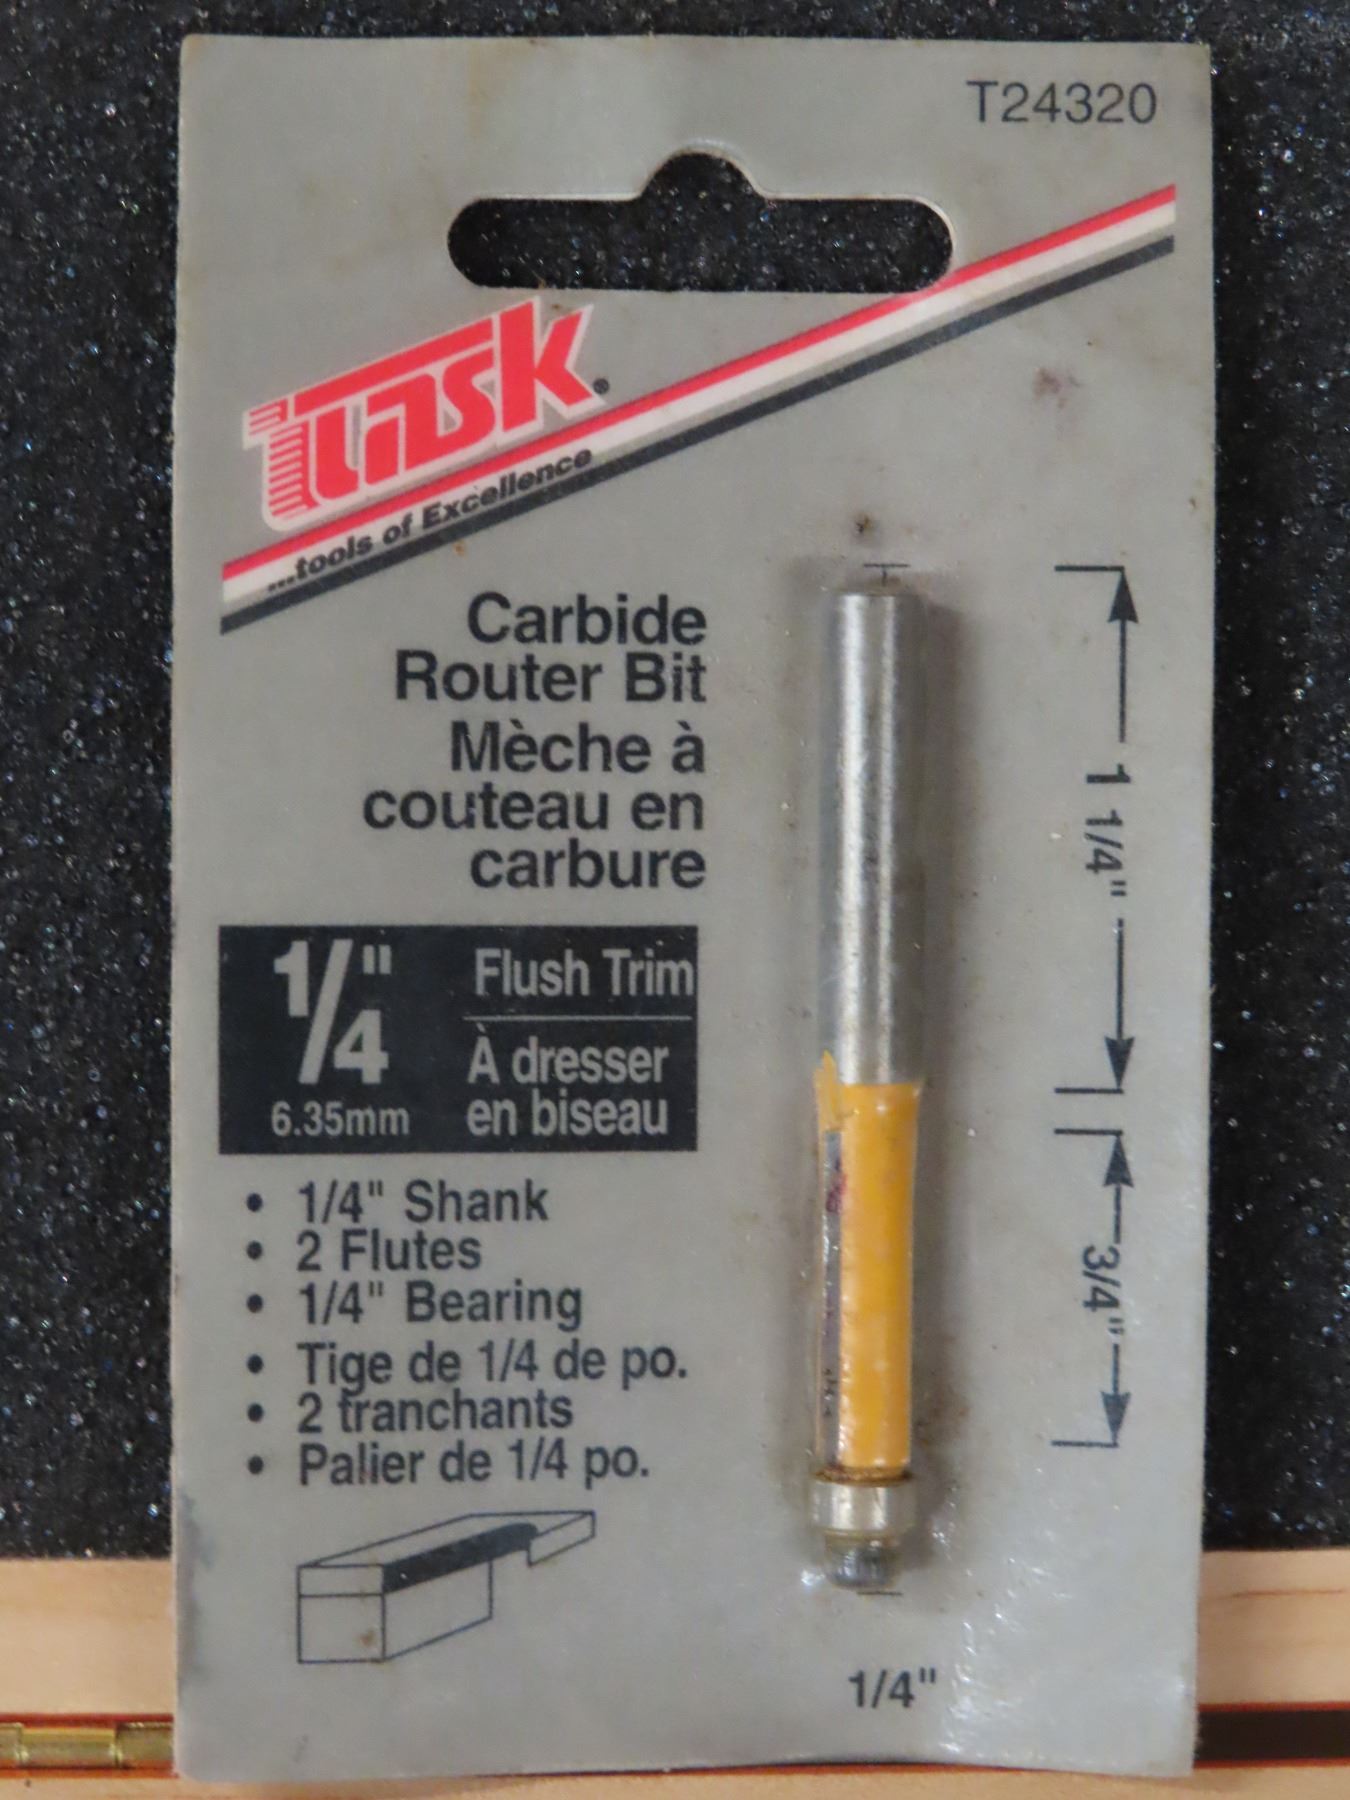 T24320
Task®
...tools of Excellence
Carbide
Router Bit
Mèche à
couteau en
carbure
1/4"
6.35mm
Flush Trim
À dresser
en biseau
• 1/4" Shank
• 2 Flutes
• 1/4" Bearing
• Tige de 1/4 de po.
• 2 tranchants
• Palier de 1/4 po.
1 1/4"
3/4"
1/4"